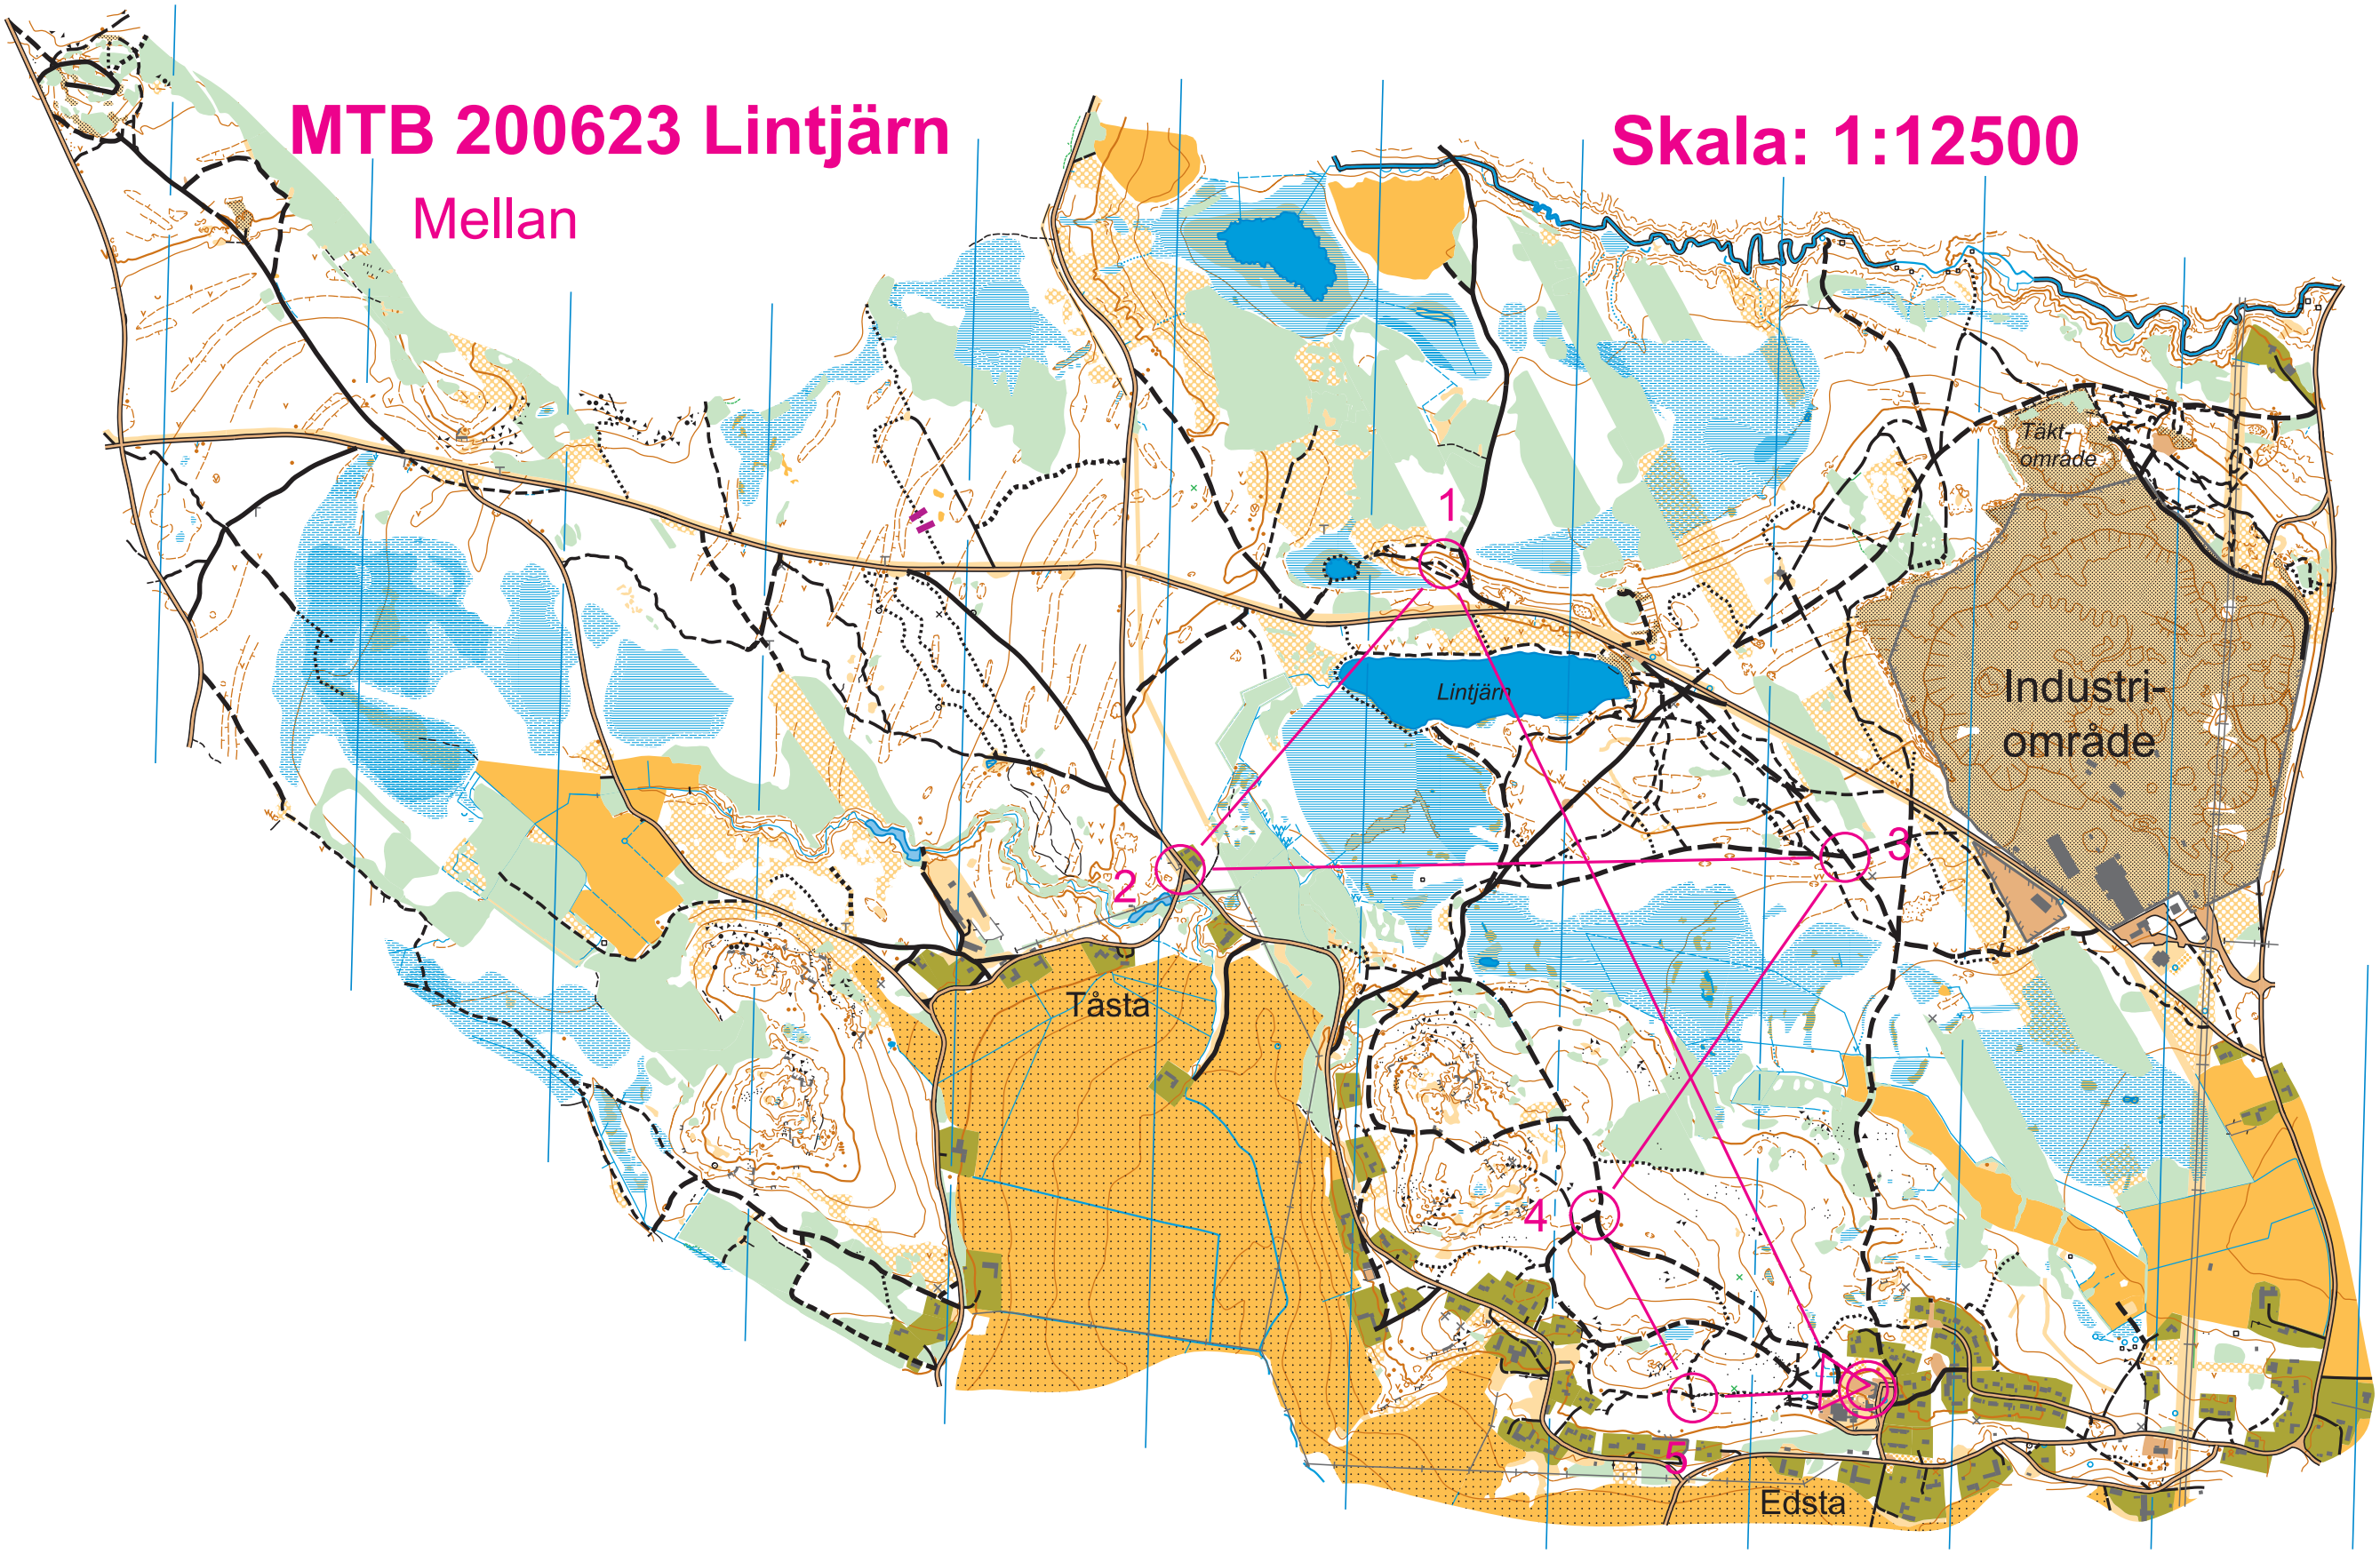 MTB 200623 Lintjärn
Skala: 1:12500
Mellan
Täkt-
område
1
Industri-
område
Lintjärn
3
2
Tåsta
4
5
Edsta